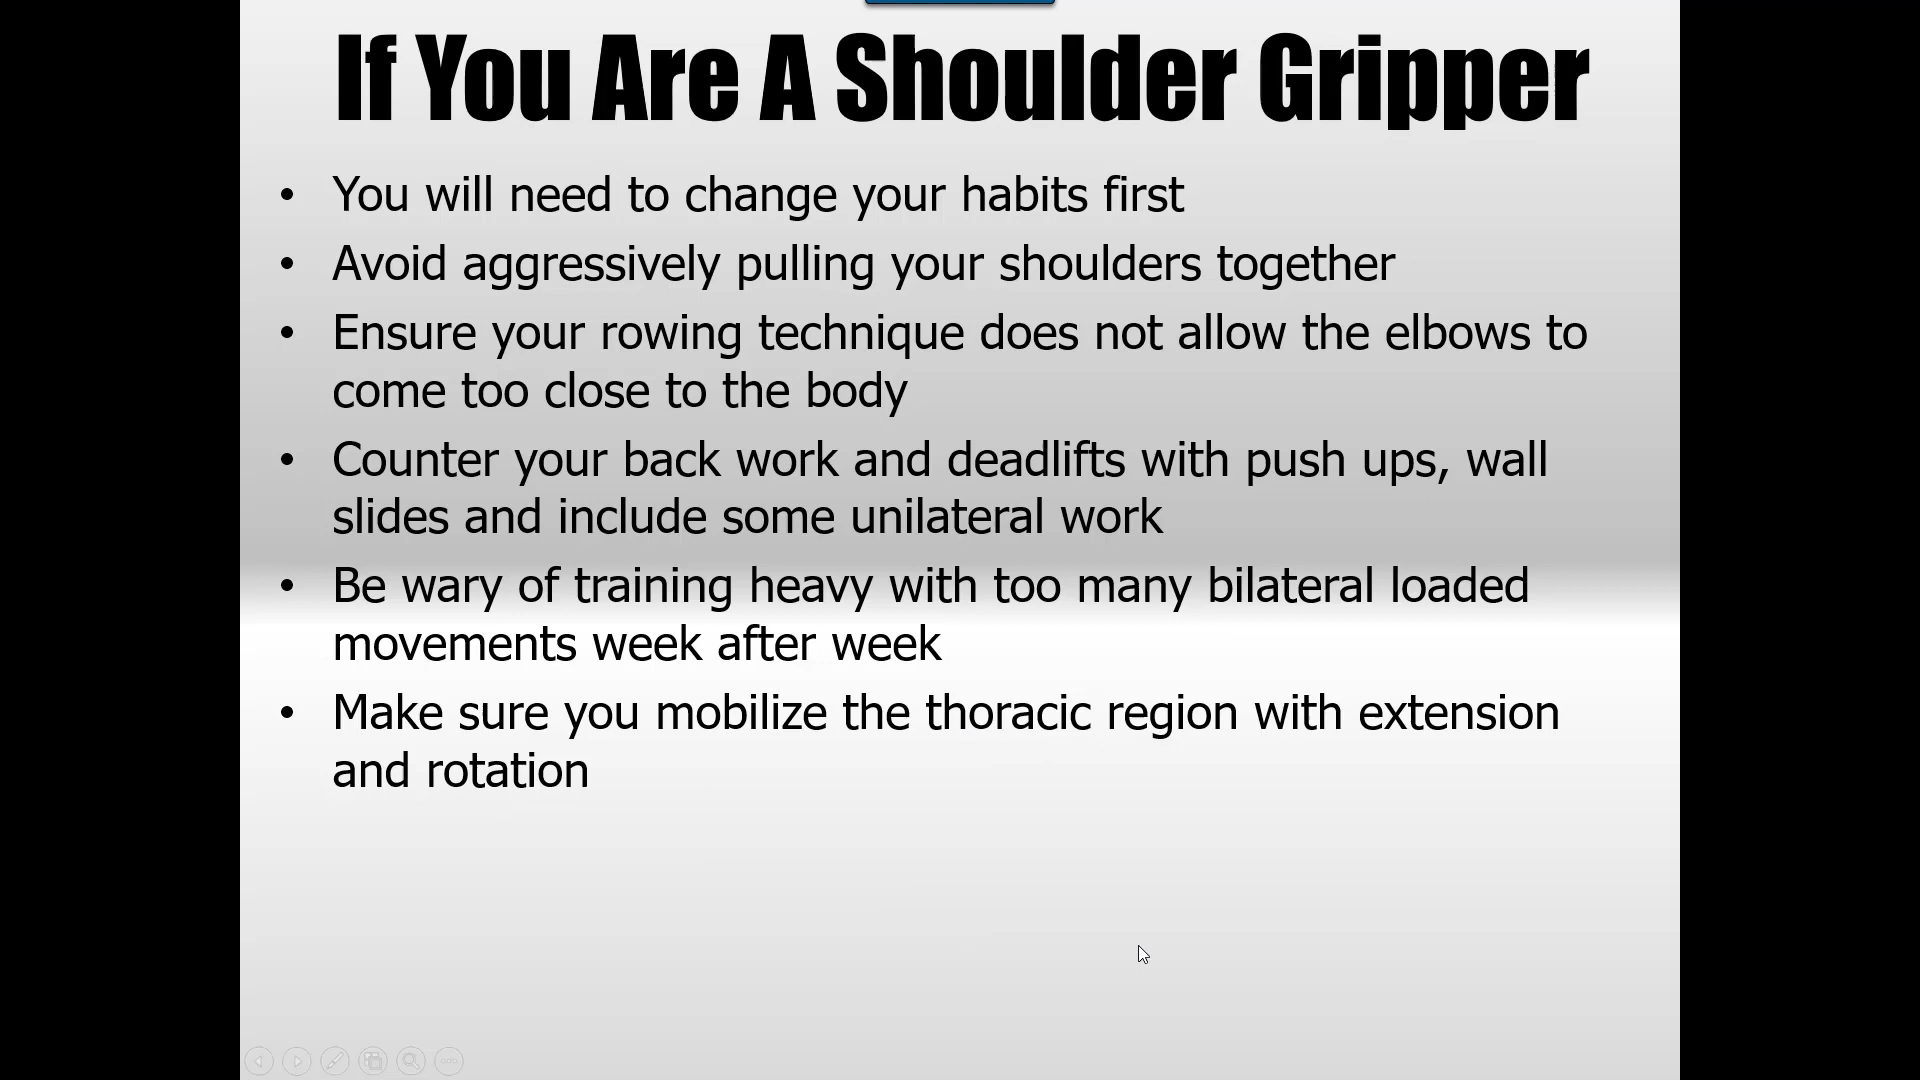 If You Are A Shoulder Gripper
• You will need to change your habits first
• Avoid aggressively pulling your shoulders together
• Ensure your rowing technique does not allow the elbows to
come too close to the body
• Counter your back work and deadlifts with push ups, wall
slides and include some unilateral work
• Be wary of training heavy with too many bilateral loaded
movements week after week
• Make sure you mobilize the thoracic region with extension
and rotation